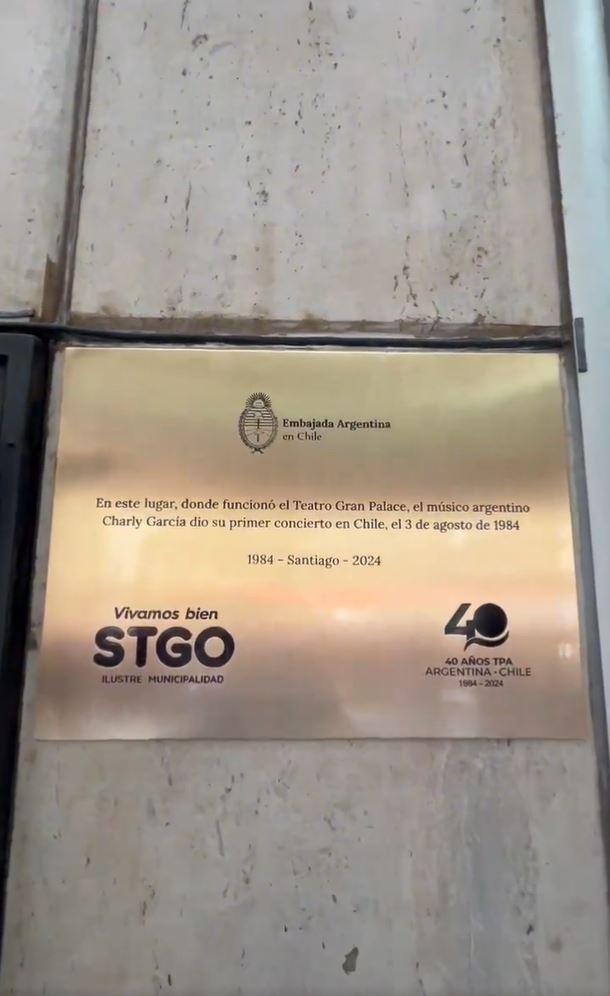 Embajada Argentina
en Chile
En este lugar, donde funcionó el Teatro Gran Palace, el músico argentino
Charly García dio su primer concierto en Chile, el 3 de agosto de 1984
1984 - Santiago - 2024
Vivamos bien
STGO
ILUSTRE MUNICIPALIDAD
40
40 AÑOS TPA
ARGENTINA - CHILE
1984 - 2024